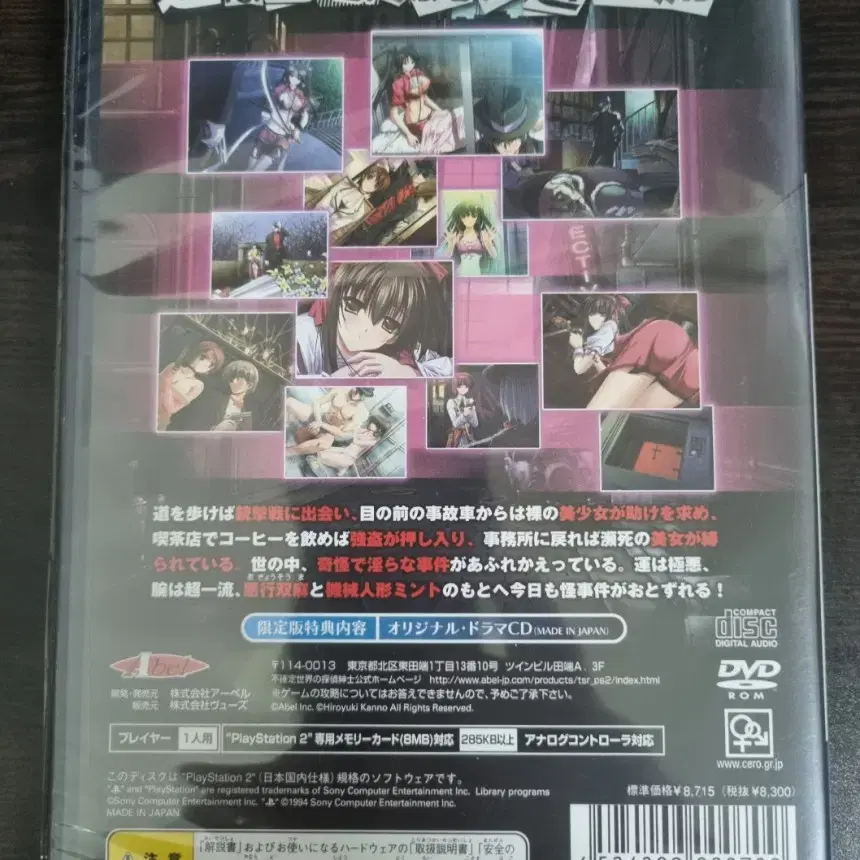 ECTI
道を歩けば銃撃戦に出会い、目の前の事故車からは裸の美少女が助けを求め、
喫茶店でコーヒーを飲めば強盗が押し入り、事務所に戻れば瀕死の美女が縛
られている。世の中、奇怪で淫らな事件があふれかえっている。運は極悪、
腕は超一流、悪行双麻と機械人形ミントのもとへ今日も怪事件がおとずれる！
限定版特典内容 オリジナル・ドラマCD(MADE IN JAPAN)
COMPACT
disc
DIGITAL AUDIO
Abel
〒114-0013 東京都北区東田端1丁目13番10号 ツインビル田端A. 3F
不確定世界の探偵紳士公式ホームページ http://www.abel-jp.com/products/tsr_ps2/index.html
開発・発売元 株式会社アーベル
※ゲームの攻略についてはお答えできませんので、予めご了承下さい。
販売元 株式会社ヴューズ
©Abel Inc. ©Hiroyuki Kanno All Rights Reserved.
DVD
ROM
プレイヤー 1人用 "PlayStation 2"専用メモリーカード(8MB)対応 285KB以上 アナログコントローラ対応
www.cero.gr.jp
このディスクは "PlayStation 2" (日本国内仕様) 規格のソフトウェアです。
標準価格¥8,715 (税抜¥8,300)
" " and "PlayStation" are registered trademarks of Sony Computer Entertainment Inc. Library programs
©Sony Computer Entertainment Inc. " " ©1994 Sony Computer Entertainment Inc.
MADE IN JAPAN
注意
「解説書」およびお使いになるハードウェアの「取扱説明書」「安全の